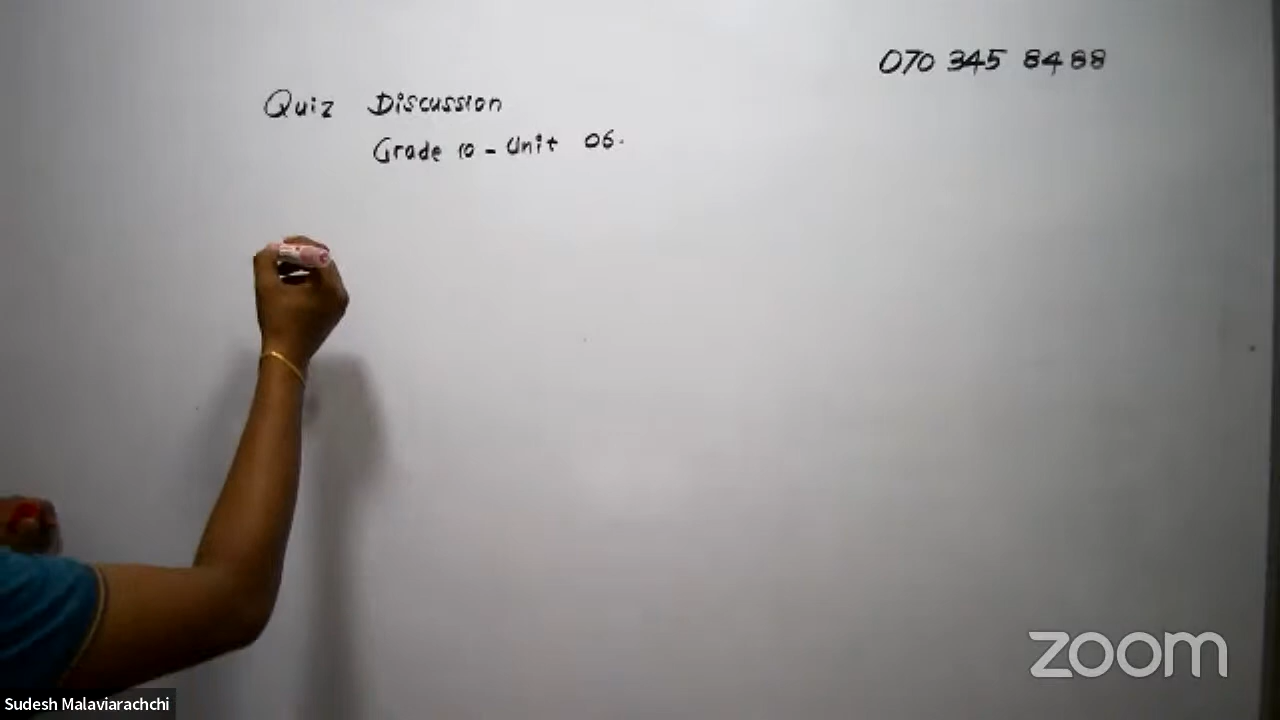 070 345 8488
Quiz Discussion
Grade 10 - Unit 06.
zoom
Sudesh Malaviarachchi